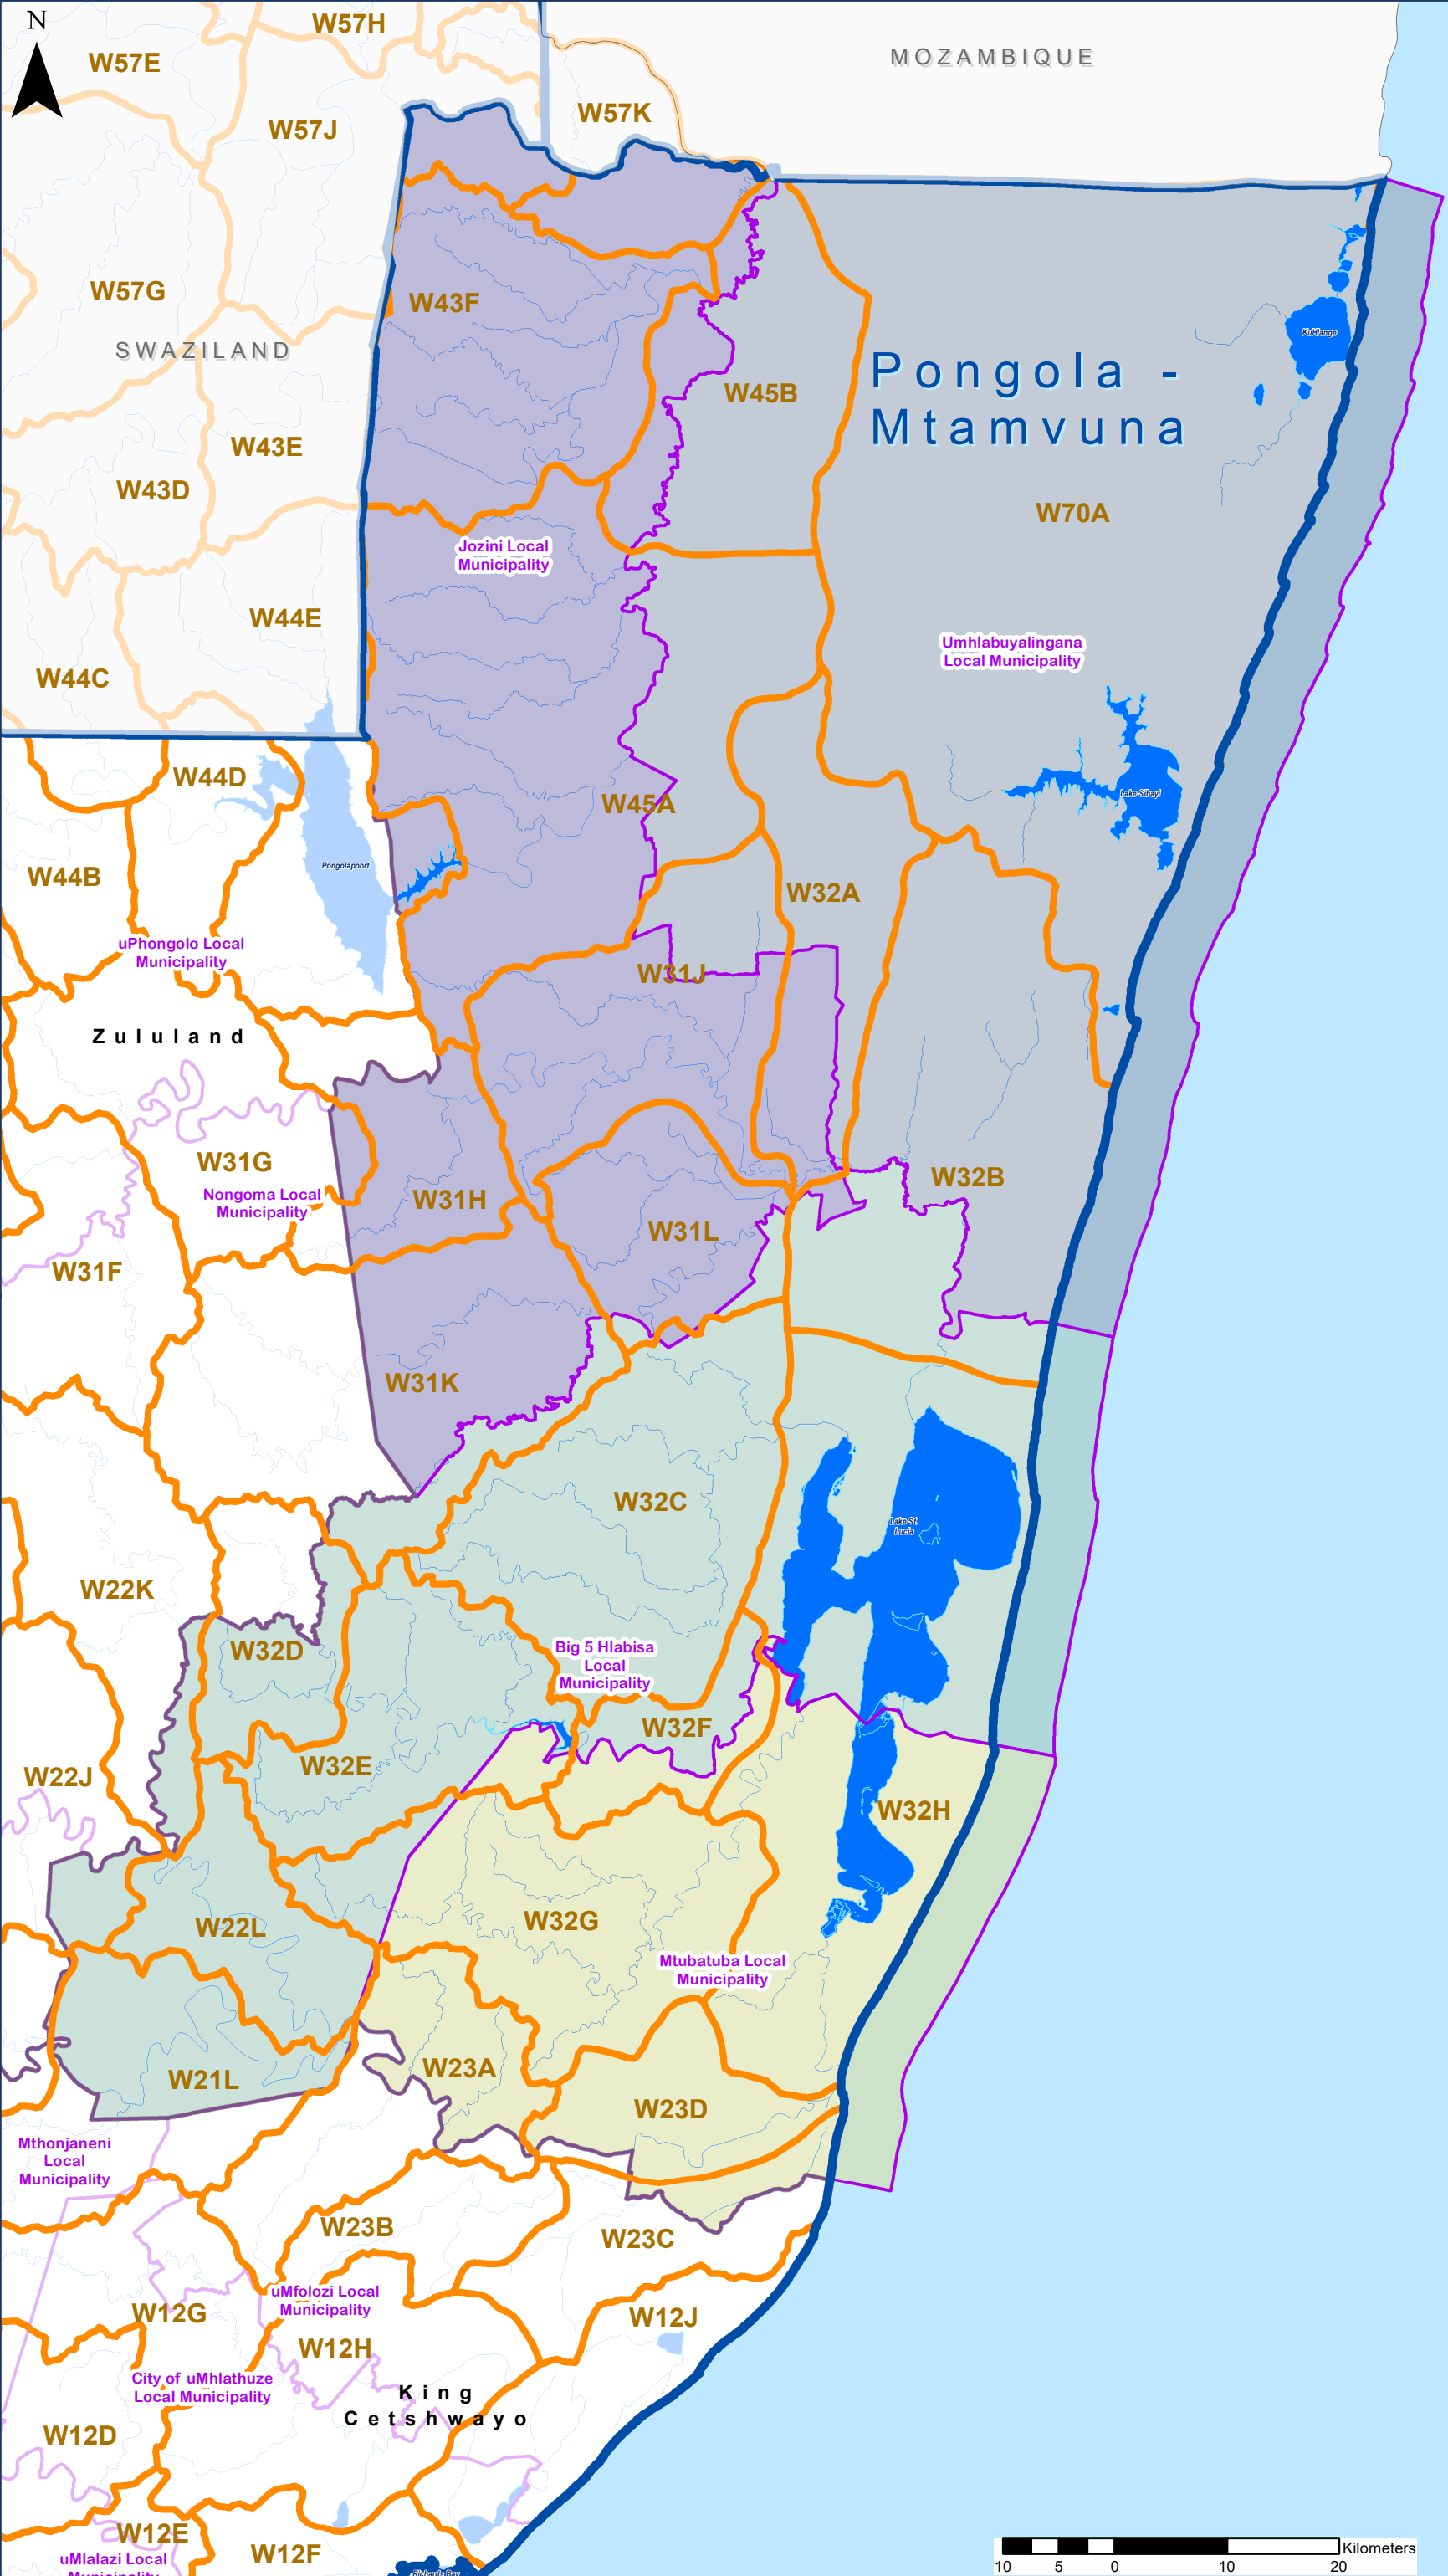 N
W57H
W57E
MOZAMBIQUE
W57K
W57J
W57G
W43F
KuHlange
SWAZILAND
Pongola -
W45B
Mtamvuna
W43E
W43D
W70A
Jozini Local
Municipality
W44E
Umhlabuyalingana
Local Municipality
W44C
W44D
Lake Sibayi
W45A
Pongolapoort
W44B
W32A
uPhongolo Local
Municipality
W31J
Zululand
W31G
W32B
Nongoma Local
Municipality
W31H
W31L
W31F
W31K
W32C
Lake St.
Lucia
W22K
W32D
Big 5 Hlabisa
Local
Municipality
W32F
W32E
W22J
W32H
W32G
W22L
Mtubatuba Local
Municipality
W23A
W21L
W23D
Mthonjaneni
Local
Municipality
W23B
W23C
uMfolozi Local
Municipality
W12G
W12J
W12H
City of uMhlathuze
Local Municipality
King
Cetshwayo
W12D
W12E
W12F
uMlalazi Local
Municipality
Richards Bay
Kilometers
10 5 0 10 20